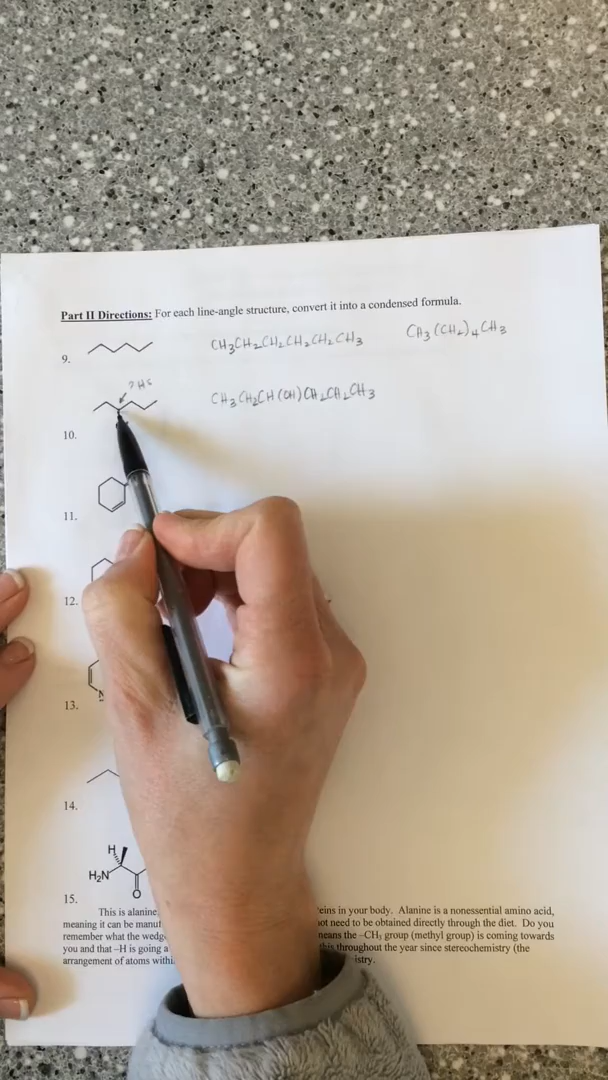 Part II Directions: For each line-angle structure, convert it into a condensed formula.
9. CH3CH2CH2CH2CH2CH3 CH3(CH2)4CH3
? H's
10. CH3CH2CH(OH)CH2CH2CH3
11.
12.
13.
14.
H
H2N
O
15.
This is alanine
eins in your body. Alanine is a nonessential amino acid,
meaning it can be
not need to be obtained directly through the diet. Do you
remember what the
means the –CH3 group (methyl group) is coming towards
you and that –H is going a
this throughout the year since stereochemistry (the
arrangement of atoms
istry.